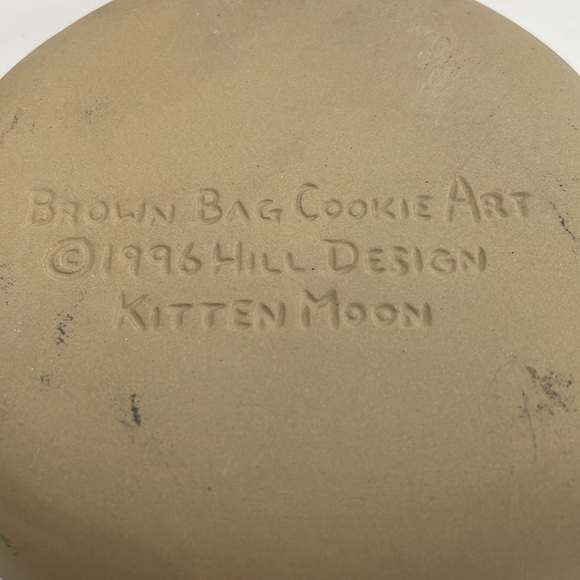 BROWN BAG COOKIE ART
©1996 HILL DESIGN
KITTEN MOON